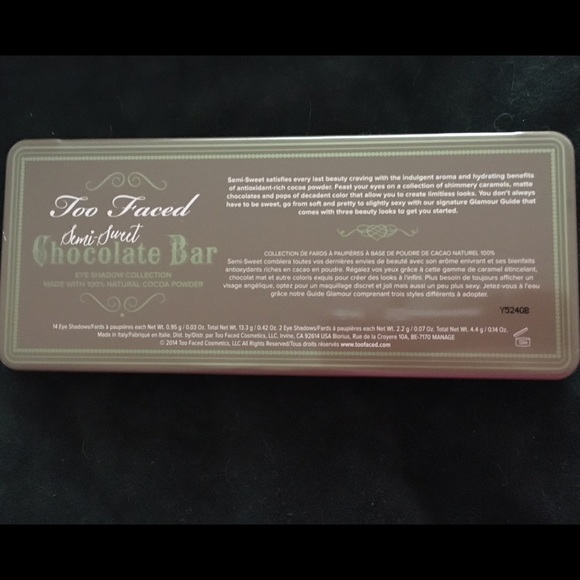 Too Faced
Semi-Sweet
Chocolate Bar
EYE SHADOW COLLECTION
MADE WITH 100% NATURAL COCOA POWDER
Semi-Sweet satisfies every last beauty craving with the indulgent aroma and hydrating benefits
of antioxidant-rich cocoa powder. Feast your eyes on a collection of shimmery caramels, matte
chocolates and pops of decadent color that allow you to create limitless looks. You don't always
have to be sweet, go from soft and pretty to slightly sexy with our signature Glamour Guide that
comes with three beauty looks to get you started.
COLLECTION DE FARDS À PAUPIÈRES À BASE DE POUDRE DE CACAO NATUREL 100%
Semi-Sweet comblera toutes vos dernières envies de beauté avec son arôme enivrant et ses bienfaits
antioxydants riches en cacao en poudre. Régalez vos yeux grâce à cette gamme de caramel étincelant,
chocolat mat et autres coloris exquis pour créer des looks à l'infini. Plus besoin de toujours afficher un
visage angélique, optez pour un maquillage discret et joli mais aussi un peu plus sexy. Jetez-vous à l'eau
grâce notre Guide Glamour comprenant trois styles différents à adopter.
Y5240B
14 Eye Shadows/Fards à paupières each Net Wt. 0.95 g/ 0.03 Oz. Total Net Wt. 13.3 g/ 0.42 Oz. 2 Eye Shadows/Fards à paupières each Net Wt. 2.2 g/ 0.07 Oz. Total Net Wt. 4.4 g/ 0.14 Oz.
Made in Italy/Fabriqué en Italie. Dist. by/Distr. par Too Faced Cosmetics, LLC, Irvine, CA 92614 USA Biorius, Rue de la Croyere 10A, BE-7170 MANAGE
© 2014 Too Faced Cosmetics, LLC All Rights Reserved/Tous droits réservés www.toofaced.com